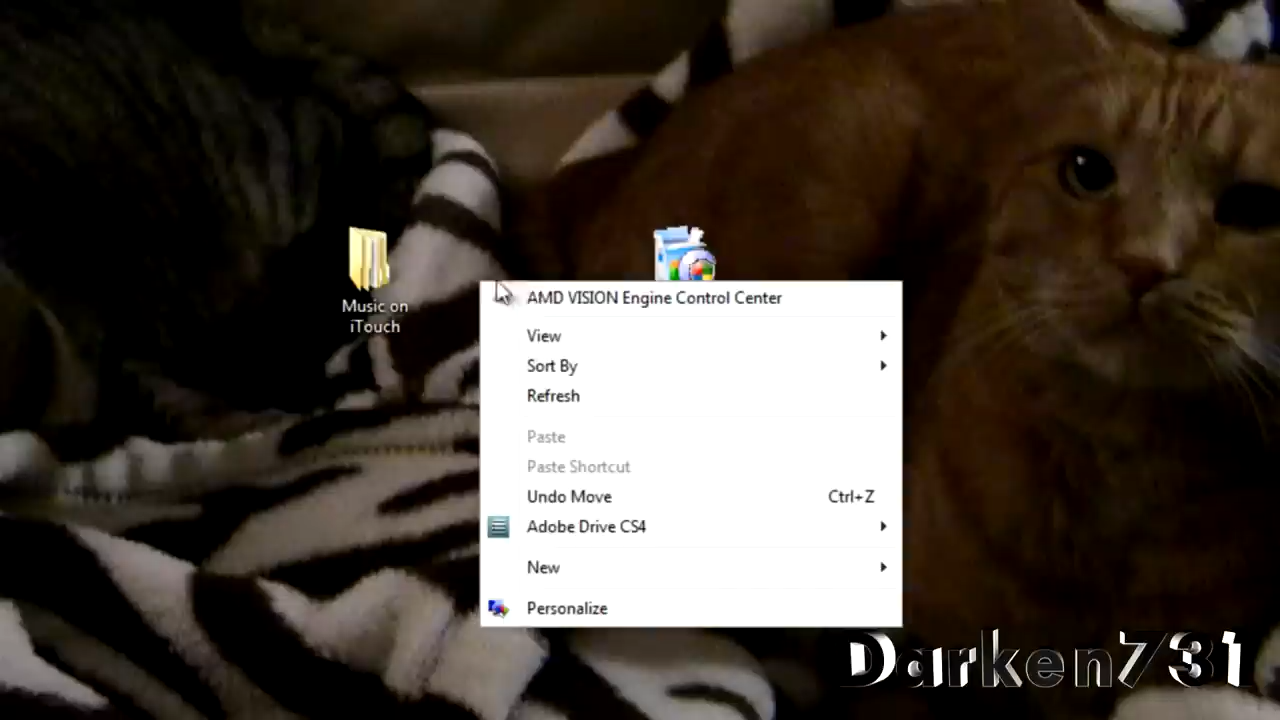 Music on
iTouch
AMD VISION Engine Control Center
View
Sort By
Refresh
Paste
Paste Shortcut
Undo Move Ctrl+Z
Adobe Drive CS4
New
Personalize
Darken731